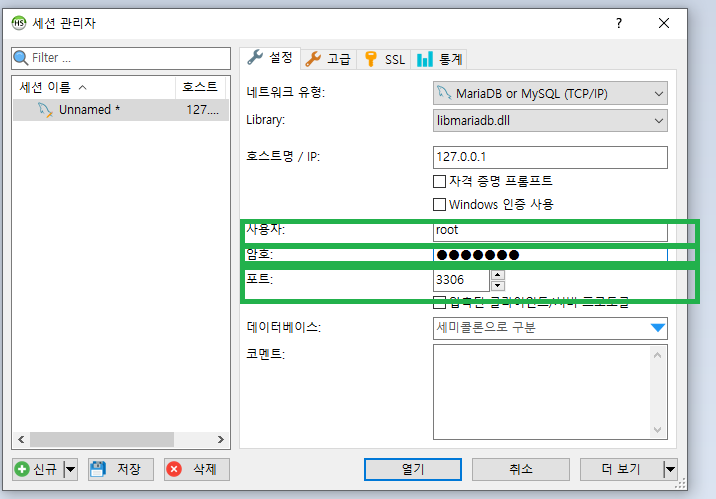 HS 세션 관리자 ?
Filter ...
세션 이름 호스트
Unnamed * 127....
설정 고급 SSL 통계
네트워크 유형: MariaDB or MySQL (TCP/IP)
Library: libmariadb.dll
호스트명 / IP: 127.0.0.1
자격 증명 프롬프트
Windows 인증 사용
사용자: root
암호: ●●●●●●●
포트: 3306
압축된 클라이언트/서버 프로토콜
데이터베이스: 세미콜론으로 구분
코멘트:
신규 저장 삭제 열기 취소 더 보기